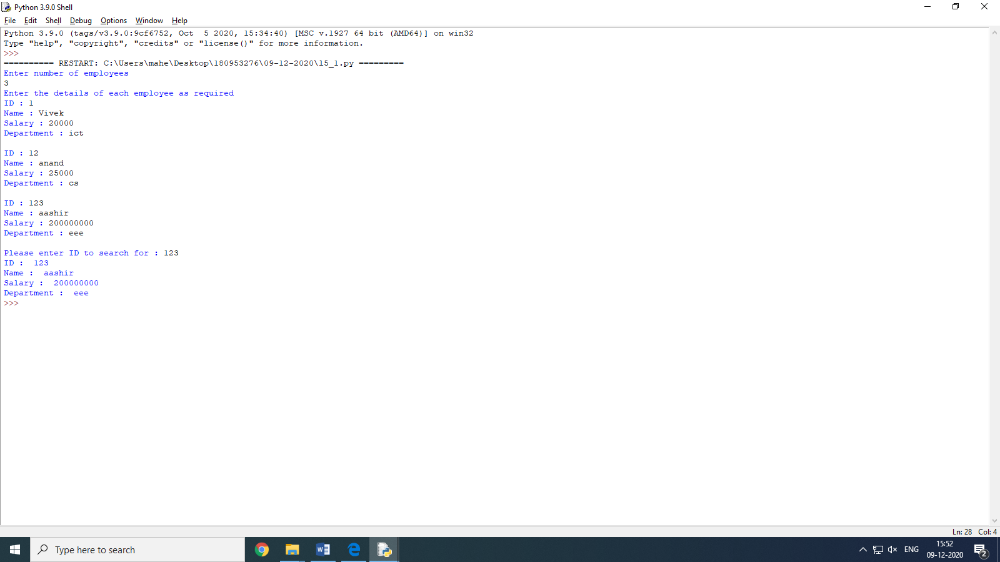 Python 3.9.0 Shell
File Edit Shell Debug Options Window Help
Python 3.9.0 (tags/v3.9.0:9cf6752, Oct  5 2020, 15:34:40) [MSC v.1927 64 bit (AMD64)] on win32
Type "help", "copyright", "credits" or "license()" for more information.
>>>
========== RESTART: C:\Users\mahe\Desktop\180953276\09-12-2020\l5_1.py =========
Enter number of employees
3
Enter the details of each employee as required
ID : 1
Name : Vivek
Salary : 20000
Department : ict
ID : 12
Name : anand
Salary : 25000
Department : cs
ID : 123
Name : aashir
Salary : 200000000
Department : eee
Please enter ID to search for : 123
ID :  123
Name :  aashir
Salary :  200000000
Department :  eee
>>>
Ln: 28 Col: 4
Type here to search
ENG
15:52
09-12-2020
2